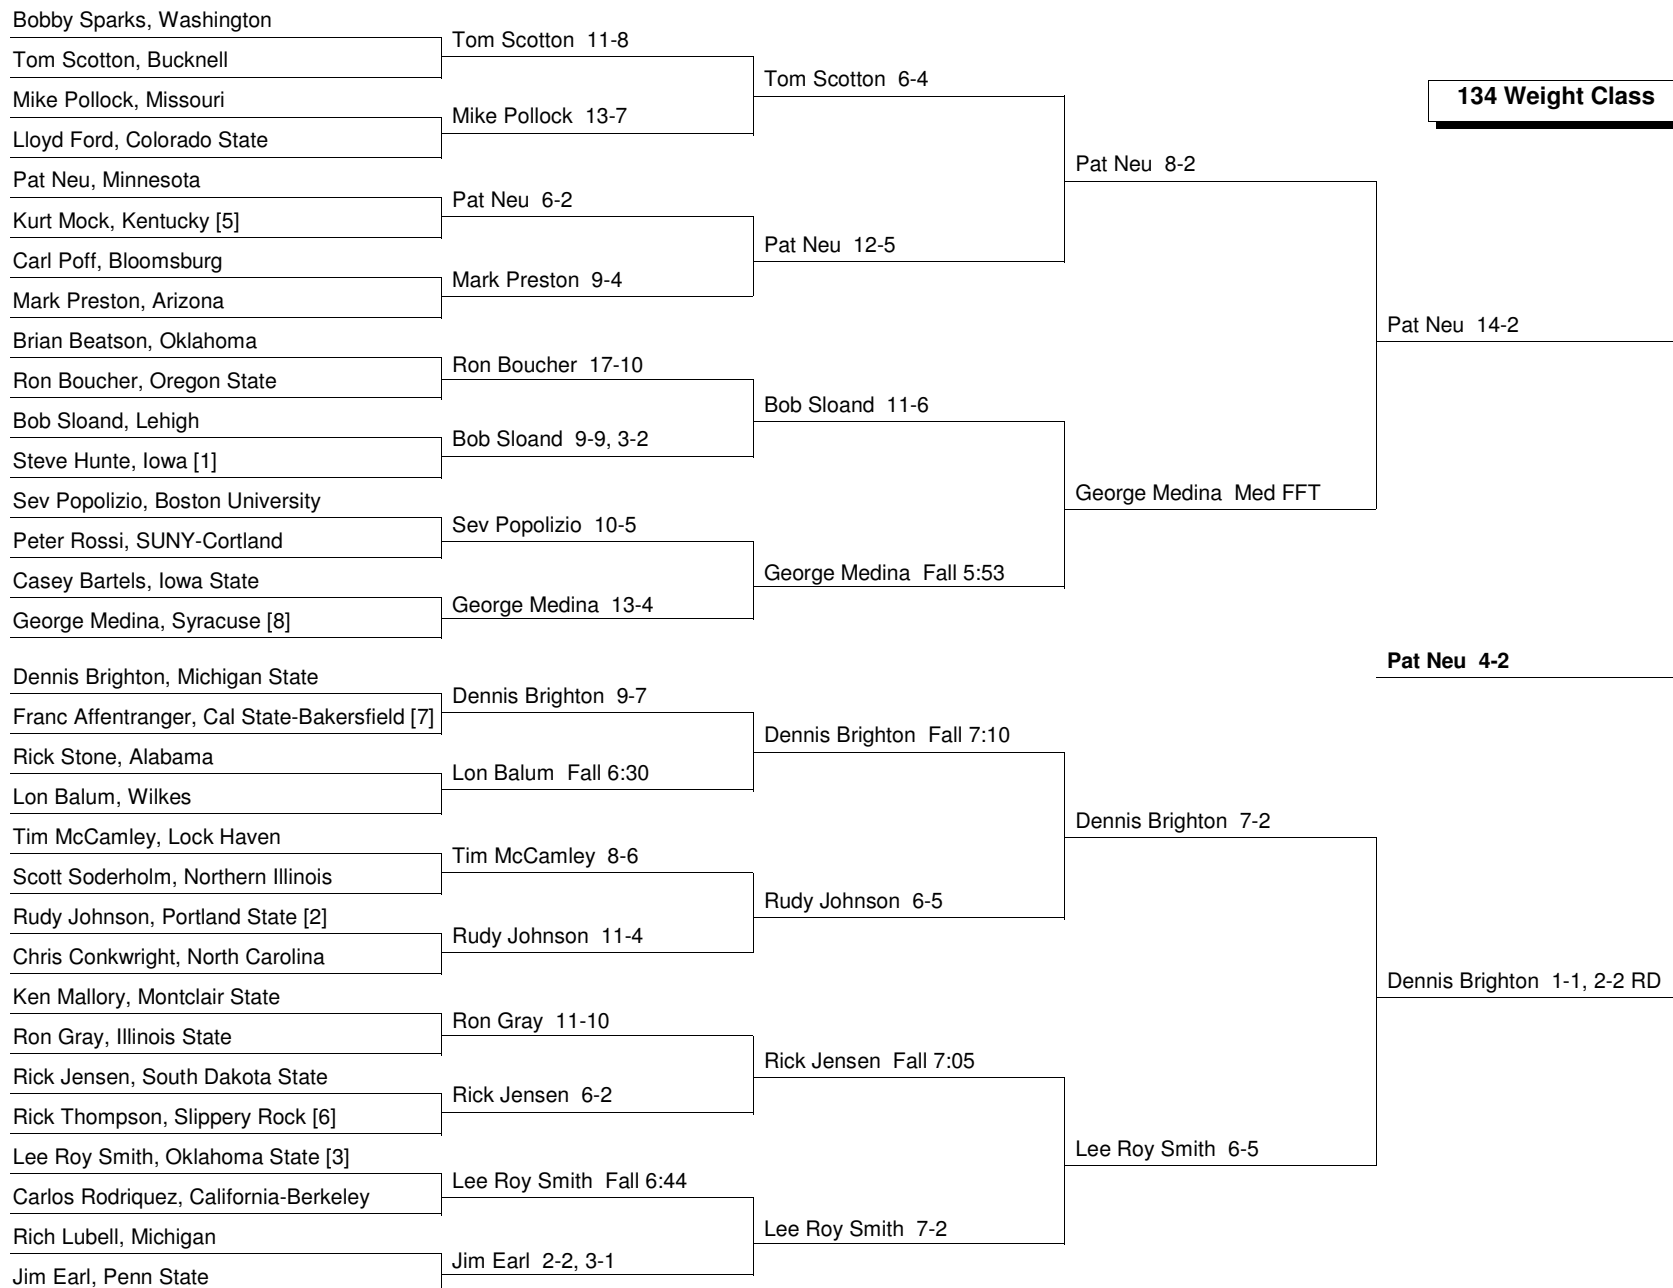 Bobby Sparks, Washington
Tom Scotton, Bucknell
Mike Pollock, Missouri
Lloyd Ford, Colorado State
Pat Neu, Minnesota
Kurt Mock, Kentucky [5]
Carl Poff, Bloomsburg
Mark Preston, Arizona
Brian Beatson, Oklahoma
Ron Boucher, Oregon State
Bob Sloand, Lehigh
Steve Hunte, Iowa [1]
Sev Popolizio, Boston University
Peter Rossi, SUNY-Cortland
Casey Bartels, Iowa State
George Medina, Syracuse [8]
Dennis Brighton, Michigan State
Franc Affentranger, Cal State-Bakersfield [7]
Rick Stone, Alabama
Lon Balum, Wilkes
Tim McCamley, Lock Haven
Scott Soderholm, Northern Illinois
Rudy Johnson, Portland State [2]
Chris Conkwright, North Carolina
Ken Mallory, Montclair State
Ron Gray, Illinois State
Rick Jensen, South Dakota State
Rick Thompson, Slippery Rock [6]
Lee Roy Smith, Oklahoma State [3]
Carlos Rodriquez, California-Berkeley
Rich Lubell, Michigan
Jim Earl, Penn State
Tom Scotton 11-8
Mike Pollock 13-7
Pat Neu 6-2
Mark Preston 9-4
Ron Boucher 17-10
Bob Sloand 9-9, 3-2
Sev Popolizio 10-5
George Medina 13-4
Dennis Brighton 9-7
Lon Balum Fall 6:30
Tim McCamley 8-6
Rudy Johnson 11-4
Ron Gray 11-10
Rick Jensen 6-2
Lee Roy Smith Fall 6:44
Jim Earl 2-2, 3-1
Tom Scotton 6-4
Pat Neu 12-5
Bob Sloand 11-6
George Medina Fall 5:53
Dennis Brighton Fall 7:10
Rudy Johnson 6-5
Rick Jensen Fall 7:05
Lee Roy Smith 7-2
Pat Neu 8-2
George Medina Med FFT
Dennis Brighton 7-2
Lee Roy Smith 6-5
134 Weight Class
Pat Neu 14-2
Pat Neu 4-2
Dennis Brighton 1-1, 2-2 RD